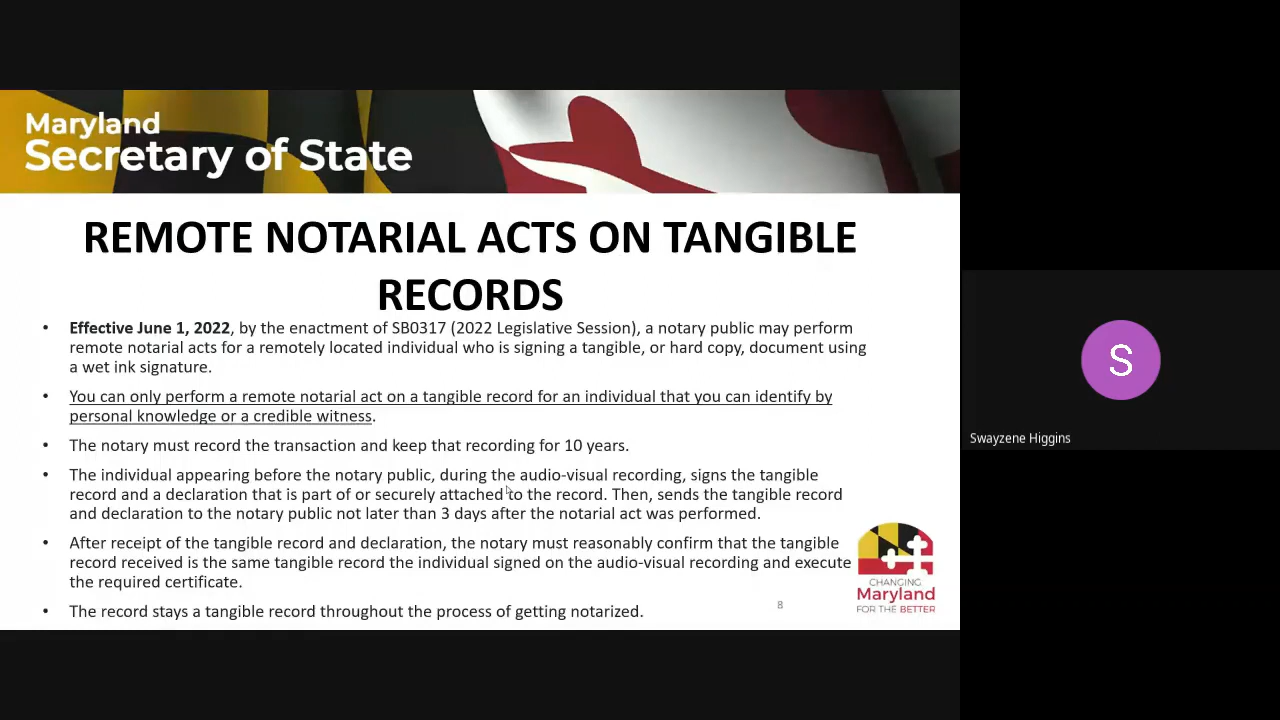 Maryland
Secretary of State
REMOTE NOTARIAL ACTS ON TANGIBLE
RECORDS
• Effective June 1, 2022, by the enactment of SB0317 (2022 Legislative Session), a notary public may perform
remote notarial acts for a remotely located individual who is signing a tangible, or hard copy, document using
a wet ink signature.
• You can only perform a remote notarial act on a tangible record for an individual that you can identify by
personal knowledge or a credible witness.
• The notary must record the transaction and keep that recording for 10 years.
• The individual appearing before the notary public, during the audio-visual recording, signs the tangible
record and a declaration that is part of or securely attached to the record. Then, sends the tangible record
and declaration to the notary public not later than 3 days after the notarial act was performed.
• After receipt of the tangible record and declaration, the notary must reasonably confirm that the tangible
record received is the same tangible record the individual signed on the audio-visual recording and execute
the required certificate.
• The record stays a tangible record throughout the process of getting notarized.
8
CHANGING
Maryland
FOR THE BETTER
S
Swayzene Higgins